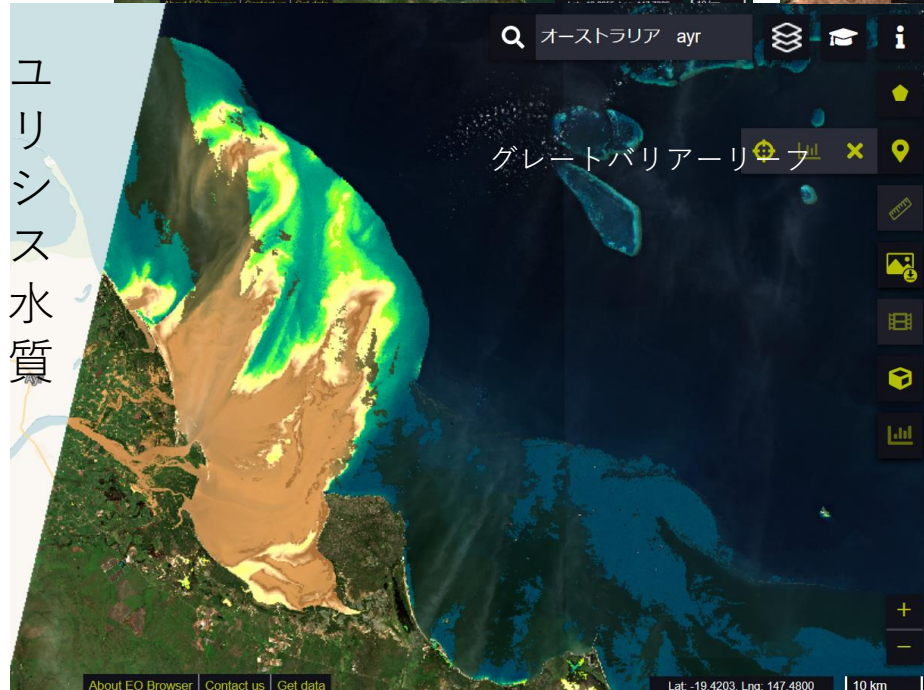 オーストラリア ayr
ユリシス水質
グレートバリアーリーフ
About EO Browser | Contact us | Get data
Lat: -19.4203, Lng: 147.4800
10 km